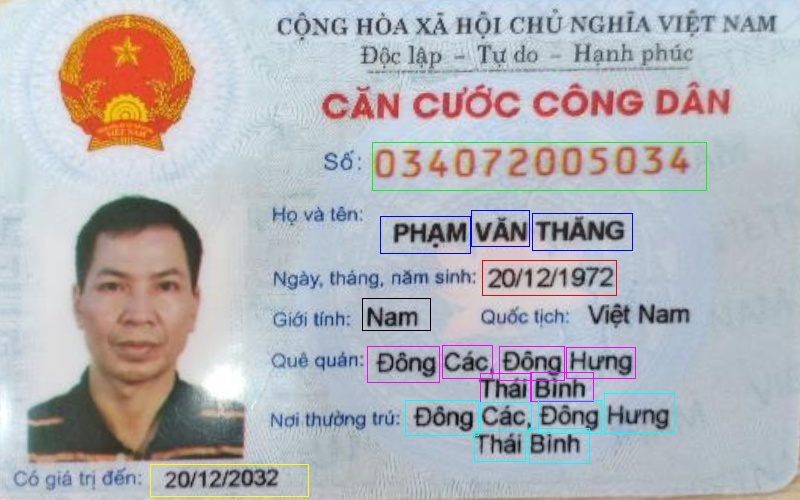 CỘNG HÒA XÃ HỘI CHỦ NGHĨA VIỆT NAM
Độc lập – Tự do – Hạnh phúc
CĂN CƯỚC CÔNG DÂN
Số: 034072005034
Họ và tên: PHẠM VĂN THĂNG
Ngày, tháng, năm sinh: 20/12/1972
Giới tính: Nam Quốc tịch: Việt Nam
Quê quán: Đông Các, Đông Hưng
Thái Bình
Nơi thường trú: Đông Các, Đông Hưng
Thái Bình
Có giá trị đến: 20/12/2032